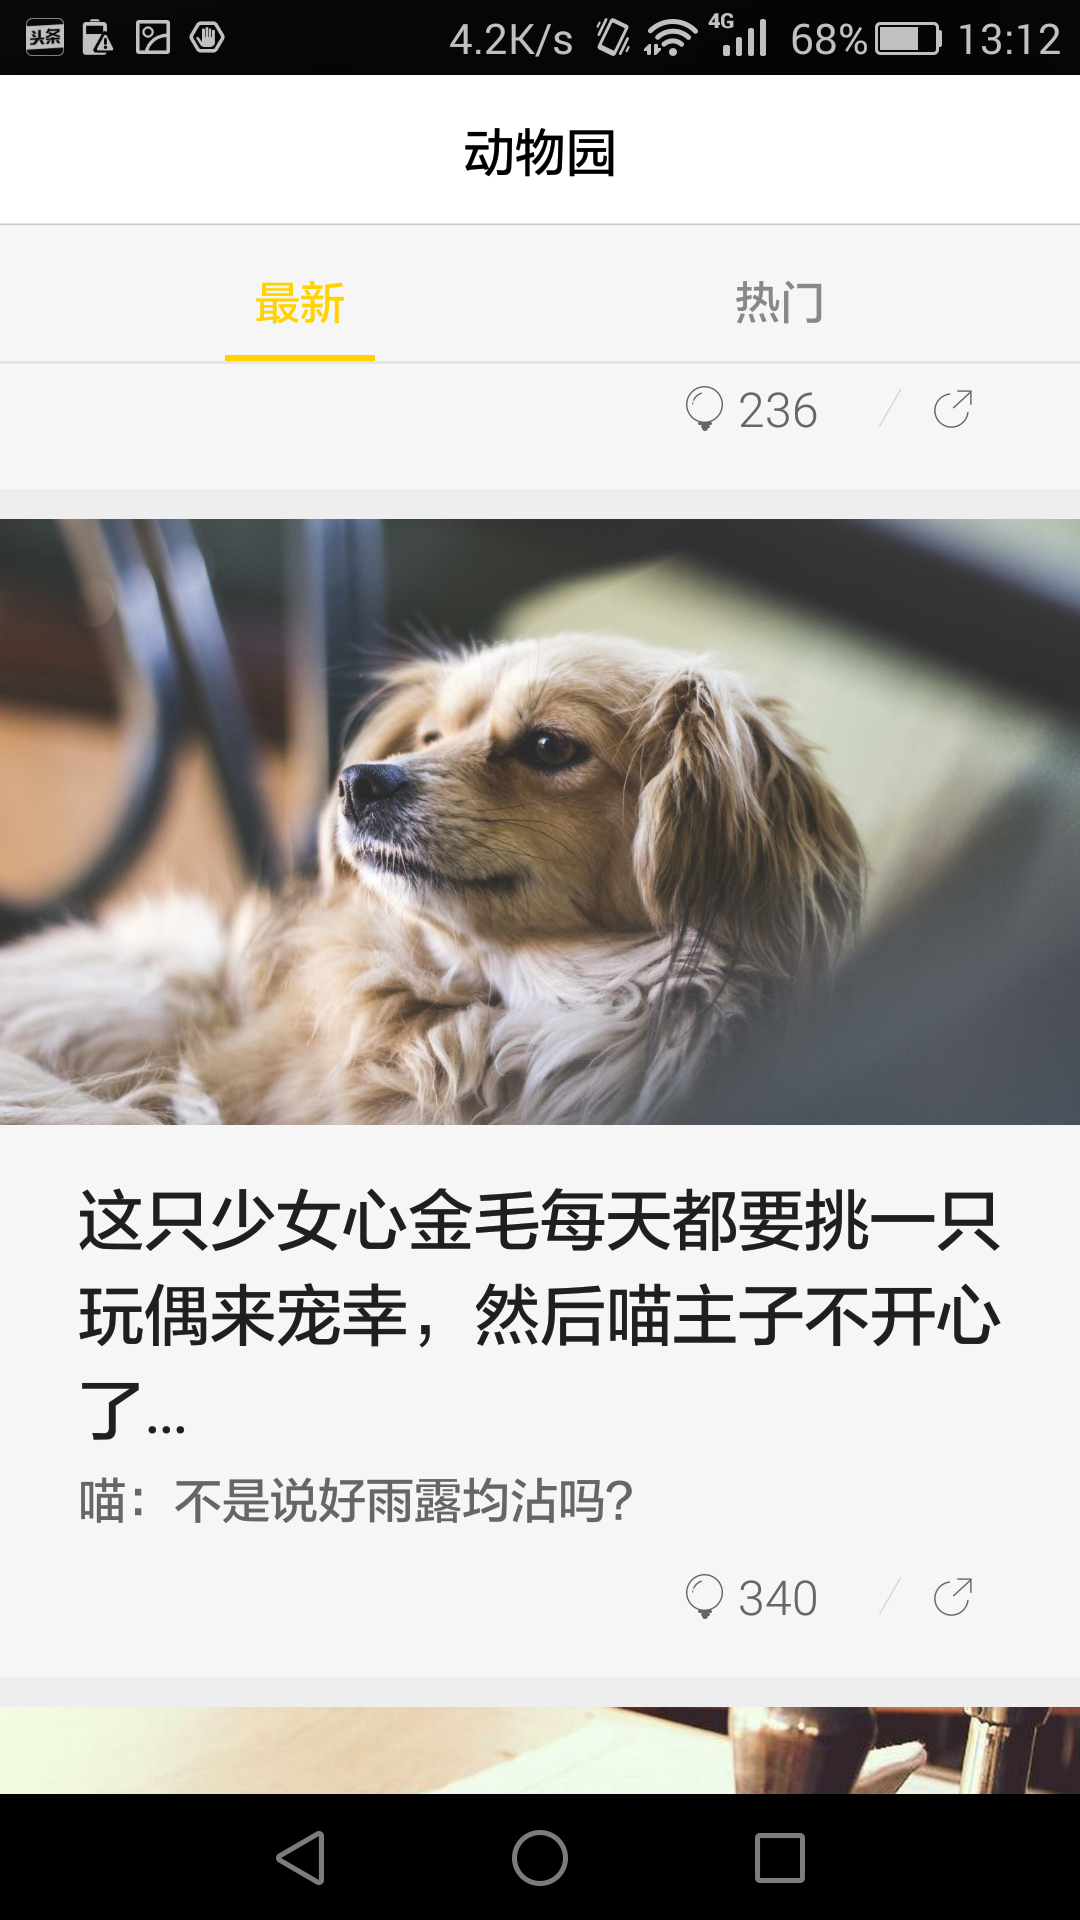 头条 4.2K/s 4G 68% 13:12
动物园
最新 热门
236
这只少女心金毛每天都要挑一只
玩偶来宠幸，然后喵主子不开心
了...
喵：不是说好雨露均沾吗？
340